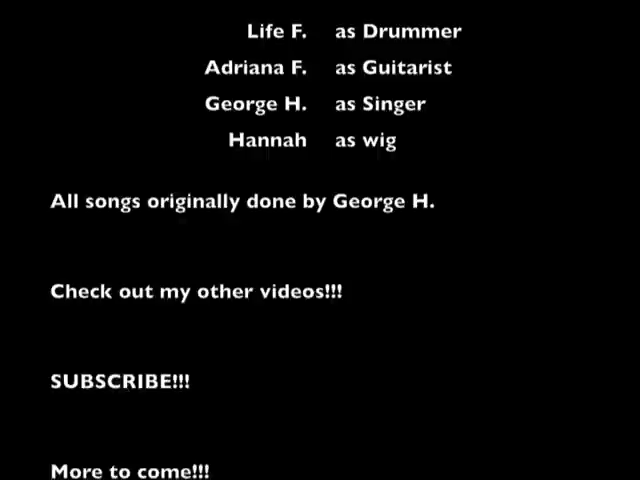 Life F. as Drummer
Adriana F. as Guitarist
George H. as Singer
Hannah as wig
All songs originally done by George H.
Check out my other videos!!!
SUBSCRIBE!!!
More to come!!!